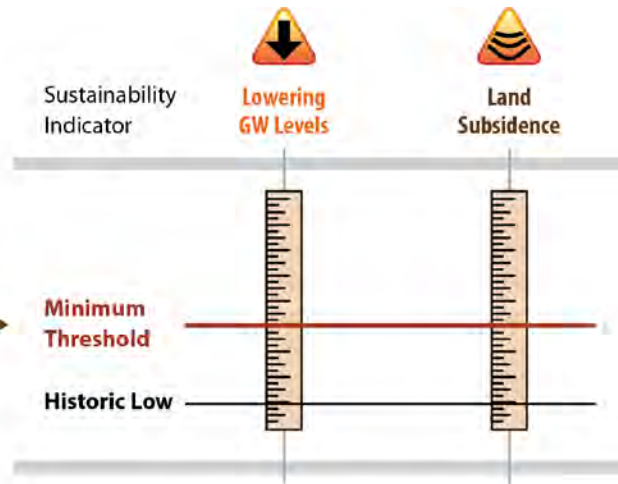 Sustainability
Indicator
Lowering
GW Levels
Land
Subsidence
Minimum
Threshold
Historic Low